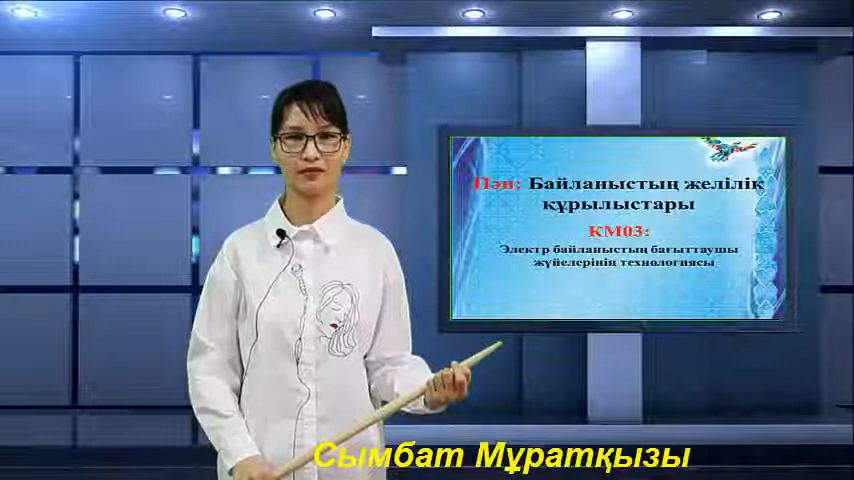 Пән: Байланыстың желілік
құрылыстары
КМ03:
Электр байланыстың бағыттаушы
жүйелерінің технологиясы
Сымбат Мұратқызы